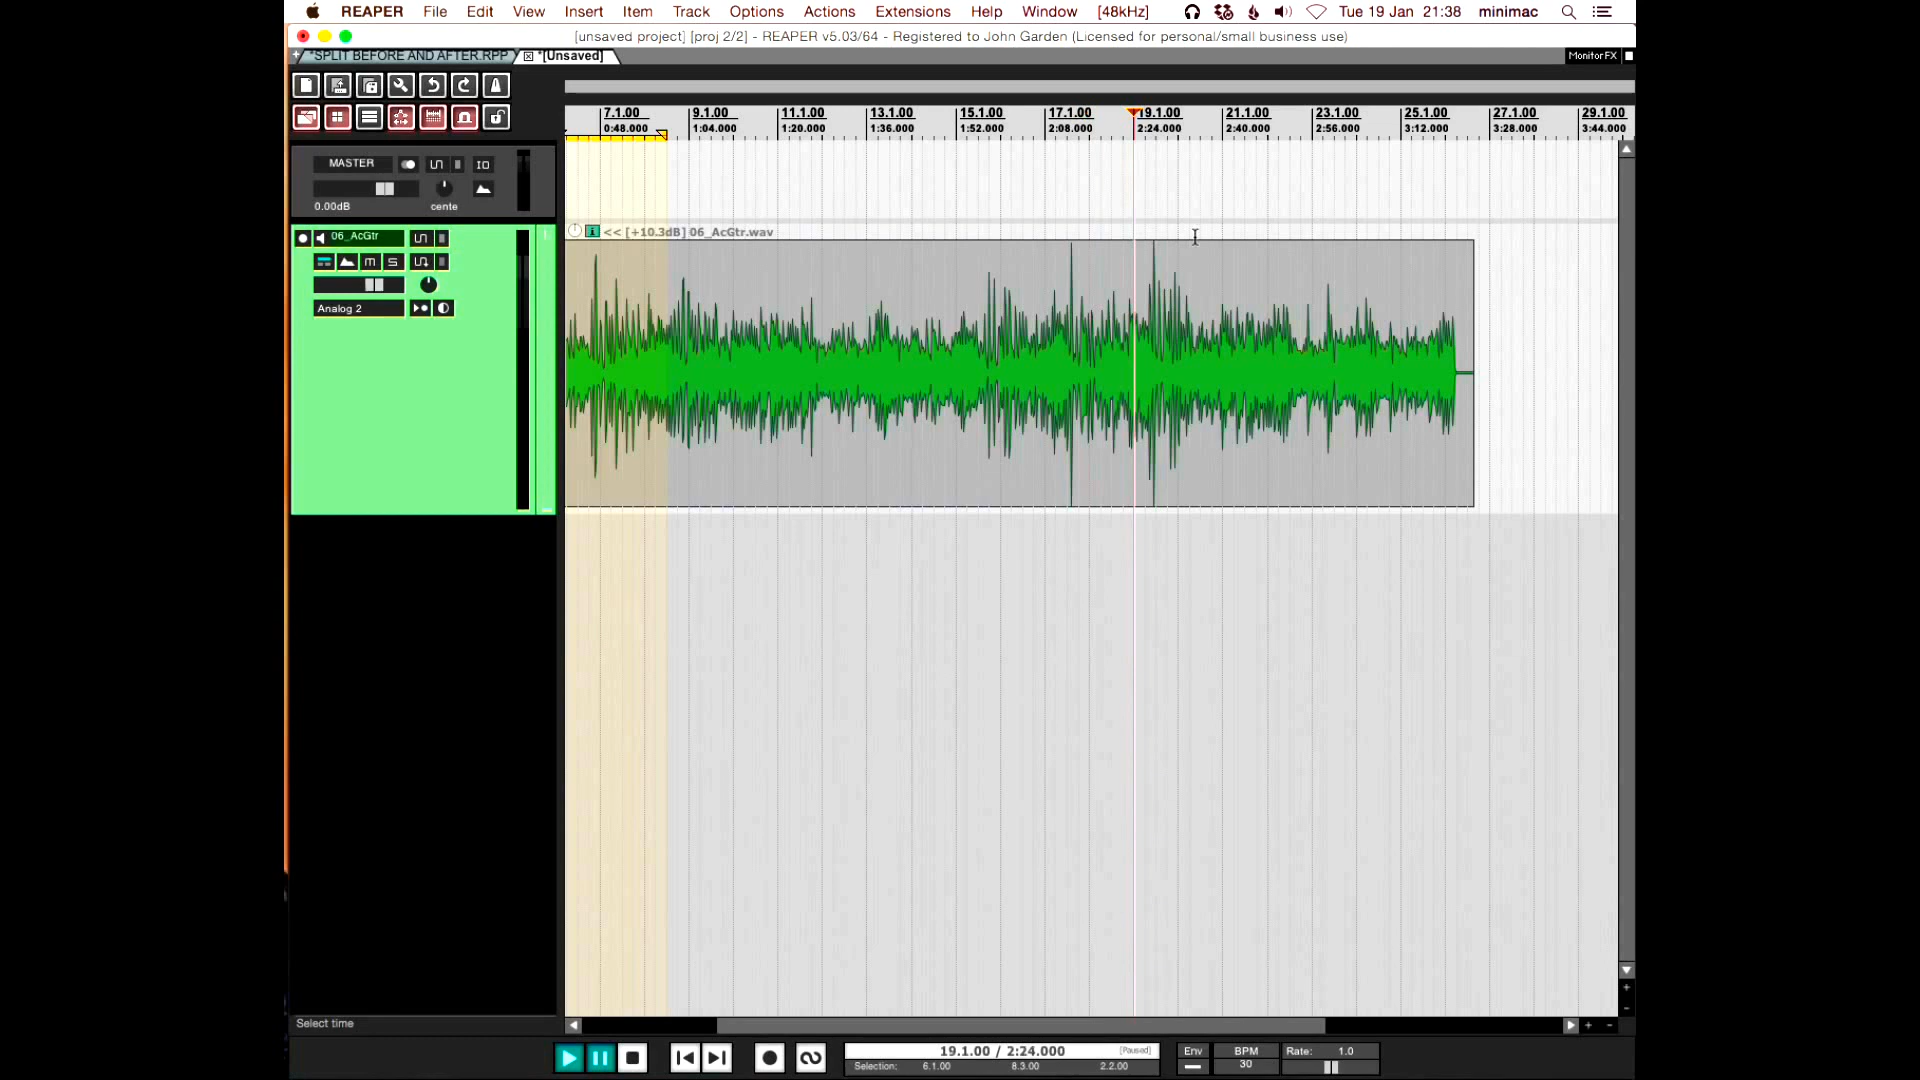 REAPER File Edit View Insert Item Track Options Actions Extensions Help Window [48kHz] Tue 19 Jan 21:38 minimac
[unsaved project] [proj 2/2] - REAPER v5.03/64 - Registered to John Garden (Licensed for personal/small business use)
+ *SPLIT BEFORE AND AFTER.RPP *[Unsaved] Monitor FX
7.1.00 9.1.00 11.1.00 13.1.00 15.1.00 17.1.00 19.1.00 21.1.00 23.1.00 25.1.00 27.1.00 29.1.00
0:48.000 1:04.000 1:20.000 1:36.000 1:52.000 2:08.000 2:24.000 2:40.000 2:56.000 3:12.000 3:28.000 3:44.000
MASTER
0.00dB cente
06_AcGtr
<< [+10.3dB] 06_AcGtr.wav
m S
Analog 2
Select time
19.1.00 / 2:24.000 [Paused]
Selection: 6.1.00 8.3.00 2.2.00
Env BPM Rate: 1.0
30